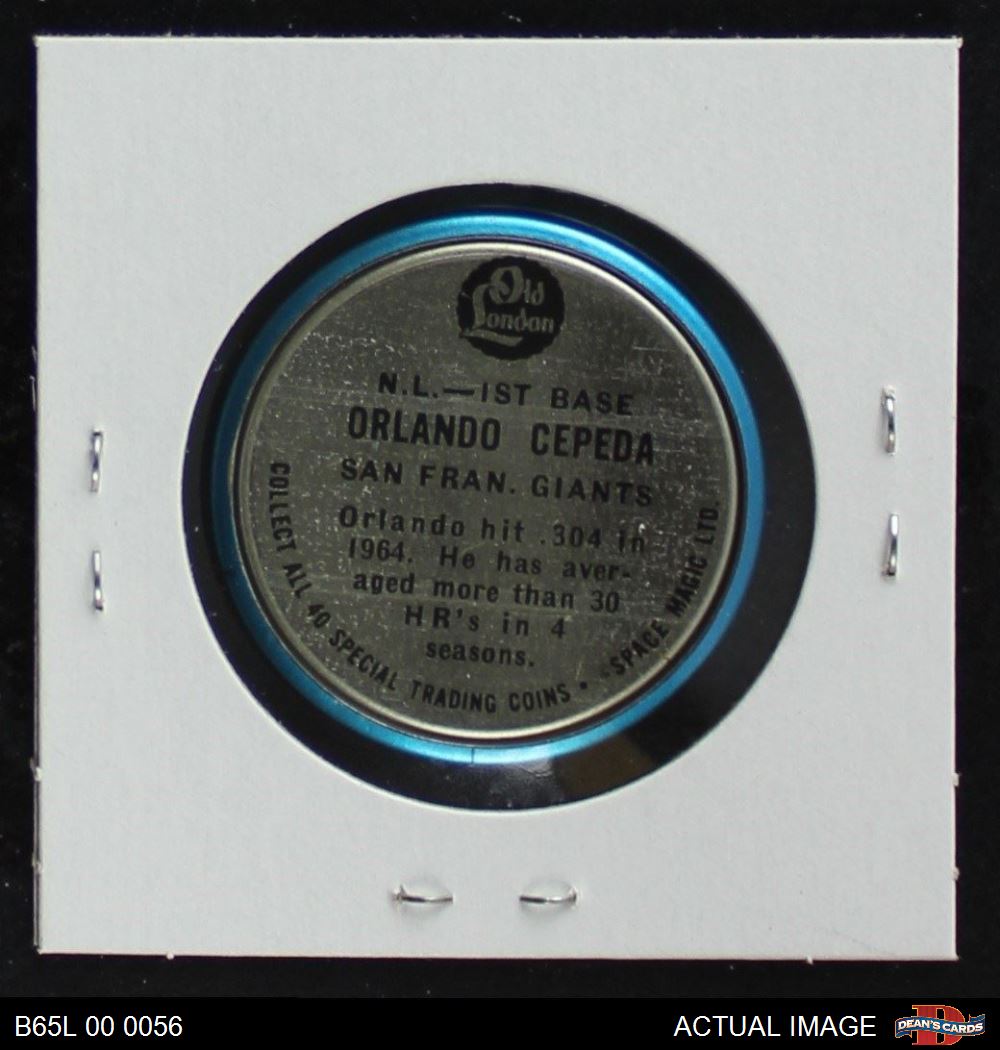 Old
London
N.L.—1ST BASE
ORLANDO CEPEDA
SAN FRAN. GIANTS
Orlando hit .304 in
1964. He has aver-
aged more than 30
HR's in 4
seasons.
COLLECT ALL 40 SPECIAL TRADING COINS • SPACE MAGIC LTD.
B65L 00 0056
ACTUAL IMAGE
D
DEAN'S CARDS